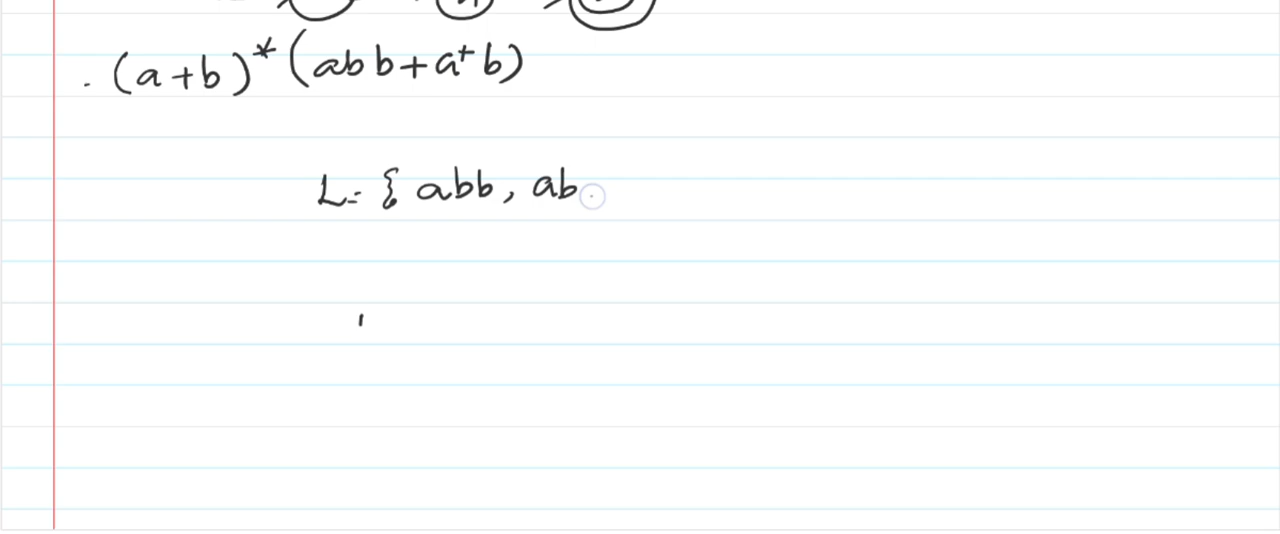 . (a+b)*(abb+a⁺b)
L= { abb, ab